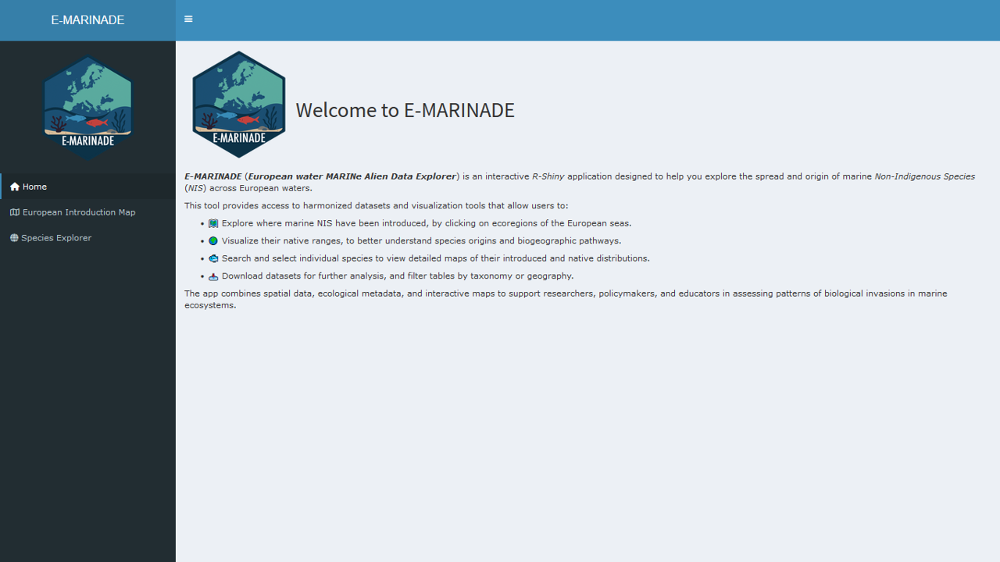 E-MARINADE
E-MARINADE
Home
European Introduction Map
Species Explorer
E-MARINADE
Welcome to E-MARINADE
E-MARINADE (European water MARINe Alien Data Explorer) is an interactive R-Shiny application designed to help you explore the spread and origin of marine Non-Indigenous Species
(NIS) across European waters.
This tool provides access to harmonized datasets and visualization tools that allow users to:
• Explore where marine NIS have been introduced, by clicking on ecoregions of the European seas.
• Visualize their native ranges, to better understand species origins and biogeographic pathways.
• Search and select individual species to view detailed maps of their introduced and native distributions.
• Download datasets for further analysis, and filter tables by taxonomy or geography.
The app combines spatial data, ecological metadata, and interactive maps to support researchers, policymakers, and educators in assessing patterns of biological invasions in marine
ecosystems.